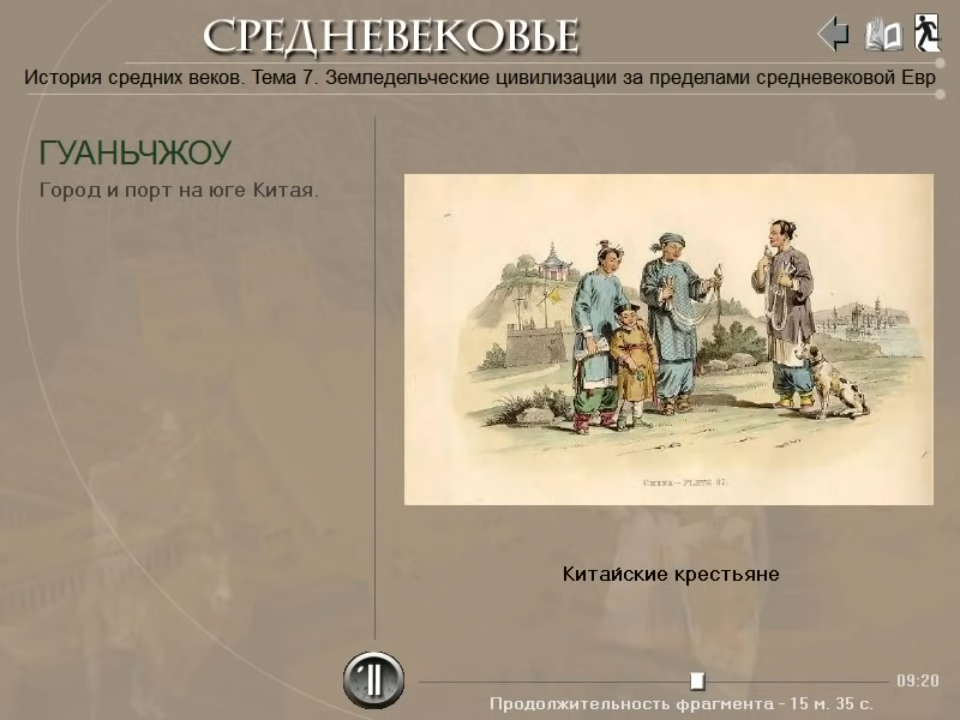 СРЕДНЕВЕКОВЬЕ
История средних веков. Тема 7. Земледельческие цивилизации за пределами средневековой Евр
ГУАНЬЧЖОУ
Город и порт на юге Китая.
CHINA - PLATE 37.
Китайские крестьяне
09:20
Продолжительность фрагмента - 15 м. 35 с.